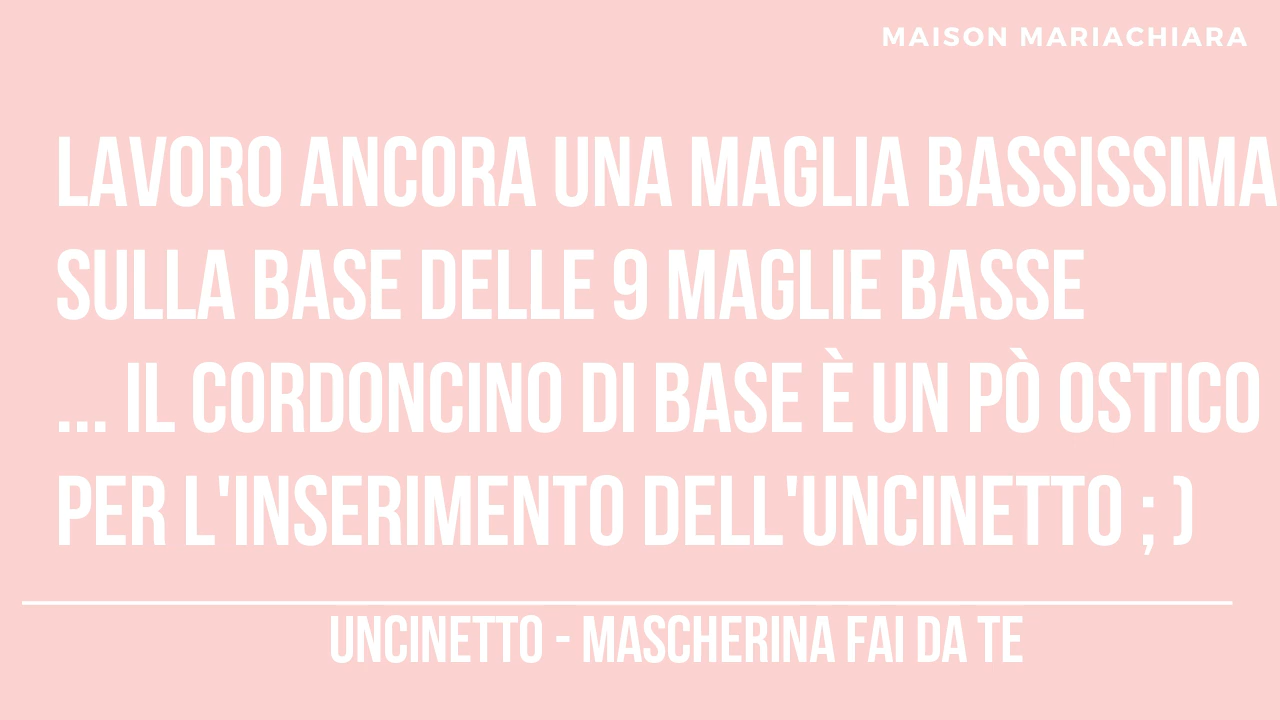 MAISON MARIACHIARA
LAVORO ANCORA UNA MAGLIA BASSISSIMA
SULLA BASE DELLE 9 MAGLIE BASSE
... IL CORDONCINO DI BASE È UN PÒ OSTICO
PER L'INSERIMENTO DELL'UNCINETTO ; )
UNCINETTO - MASCHERINA FAI DA TE